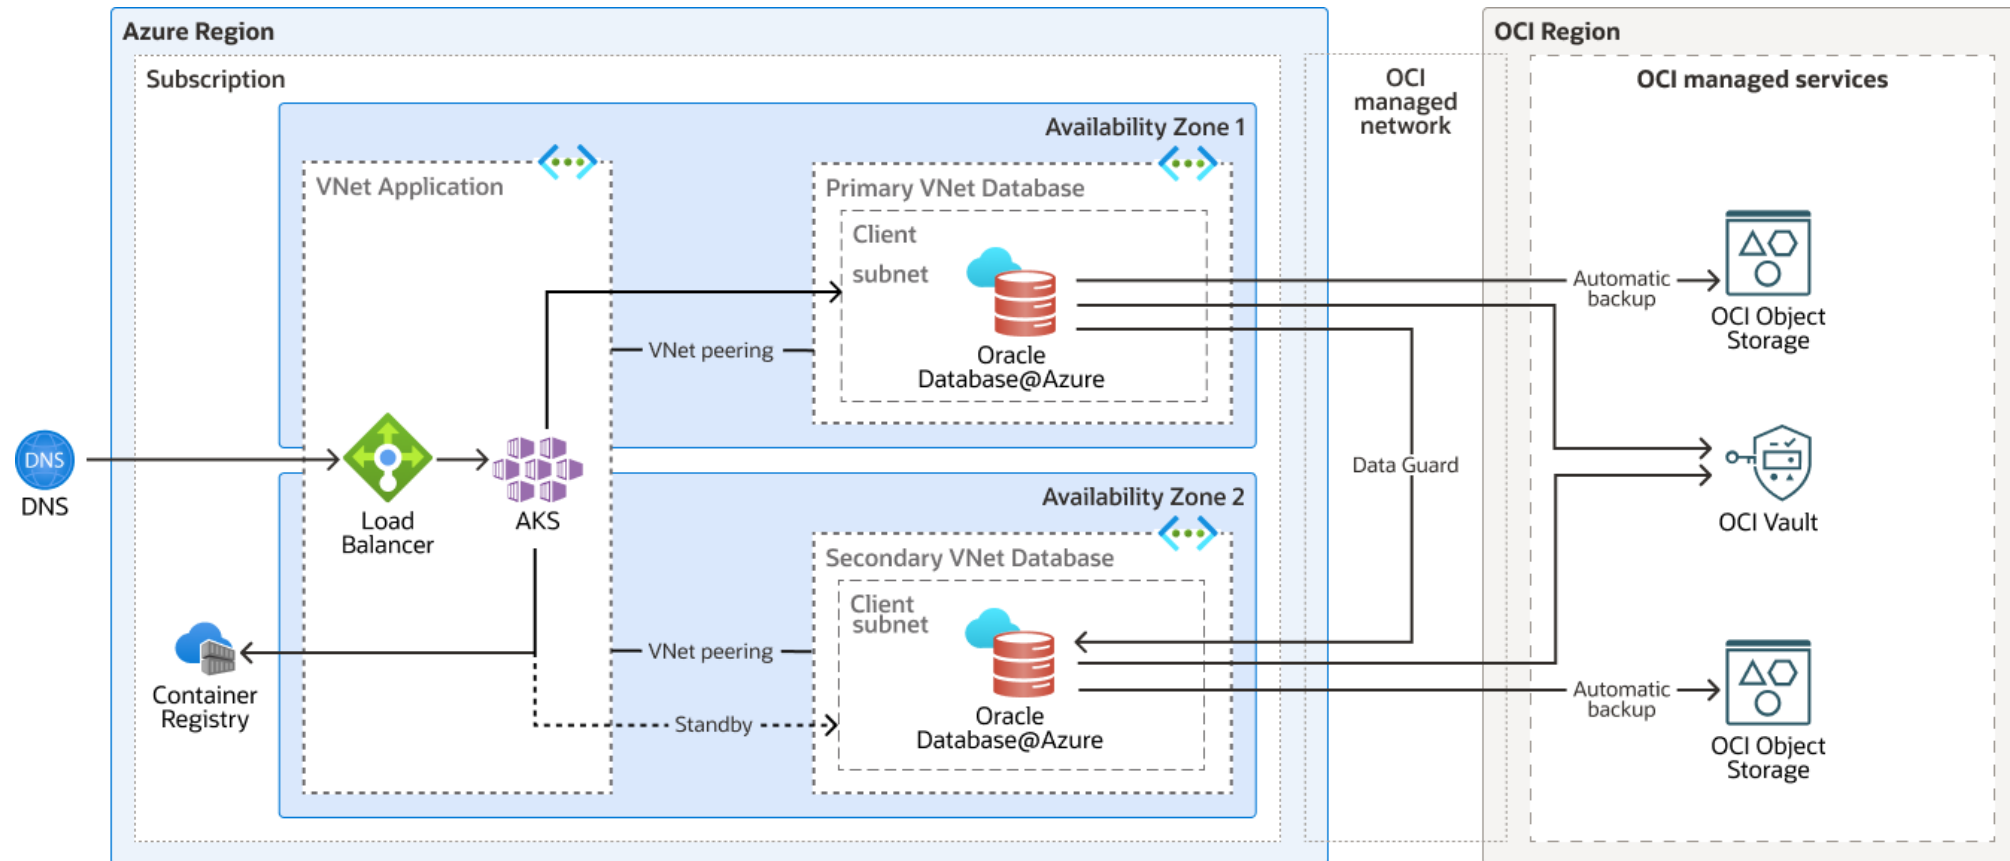 Azure Region
OCI Region
Subscription
OCI
managed
network
OCI managed services
Availability Zone 1
VNet Application
Primary VNet Database
Client
subnet
Oracle
Database@Azure
VNet peering
Automatic
backup
OCI Object
Storage
DNS
DNS
Load
Balancer
AKS
Data Guard
OCI Vault
Availability Zone 2
Secondary VNet Database
Client
subnet
Oracle
Database@Azure
VNet peering
Standby
Container
Registry
Automatic
backup
OCI Object
Storage